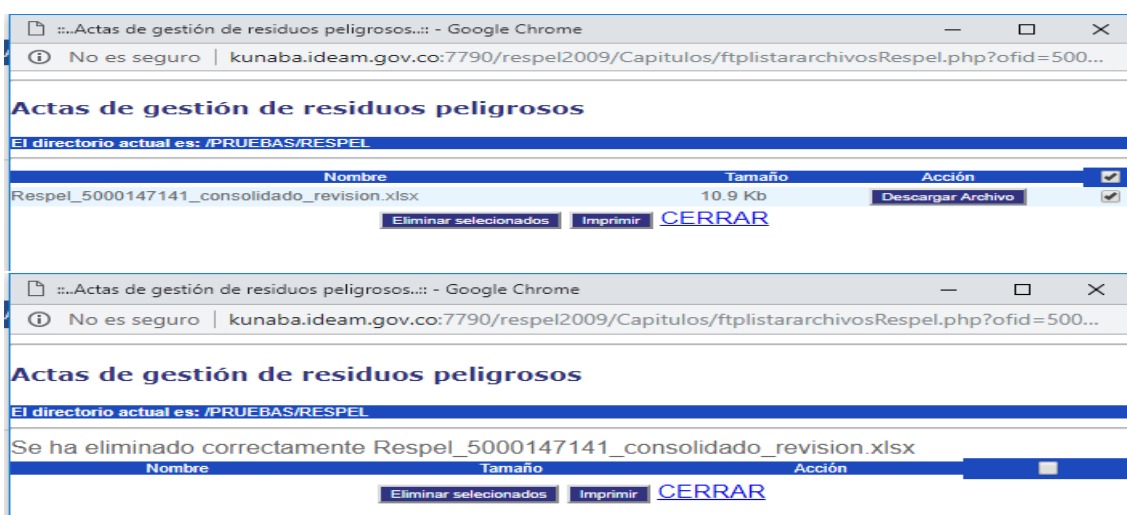 ::..Actas de gestión de residuos peligrosos..:: - Google Chrome
No es seguro | kunaba.ideam.gov.co:7790/respel2009/Capitulos/ftplistararchivosRespel.php?ofid=500...
Actas de gestión de residuos peligrosos
El directorio actual es: /PRUEBAS/RESPEL
Nombre Tamaño Acción
Respel_5000147141_consolidado_revision.xlsx 10.9 Kb Descargar Archivo
Eliminar selecionados Imprimir CERRAR
::..Actas de gestión de residuos peligrosos..:: - Google Chrome
No es seguro | kunaba.ideam.gov.co:7790/respel2009/Capitulos/ftplistararchivosRespel.php?ofid=500...
Actas de gestión de residuos peligrosos
El directorio actual es: /PRUEBAS/RESPEL
Se ha eliminado correctamente Respel_5000147141_consolidado_revision.xlsx
Nombre Tamaño Acción
Eliminar selecionados Imprimir CERRAR